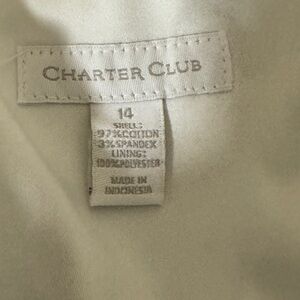 CHARTER CLUB
14
SHELL:
97%COTTON
3%SPANDEX
LINING:
100%POLYESTER
MADE IN
INDONESIA